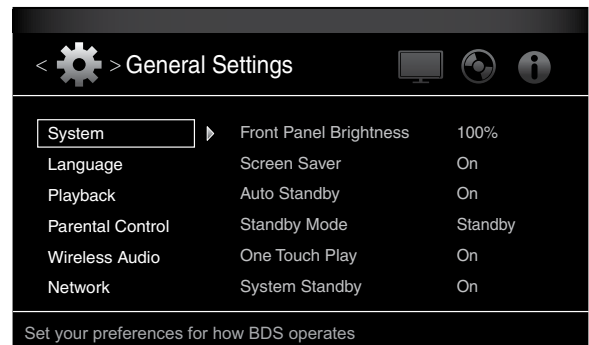 < > General Settings
System Front Panel Brightness 100%
Language Screen Saver On
Playback Auto Standby On
Parental Control Standby Mode Standby
Wireless Audio One Touch Play On
Network System Standby On
Set your preferences for how BDS operates